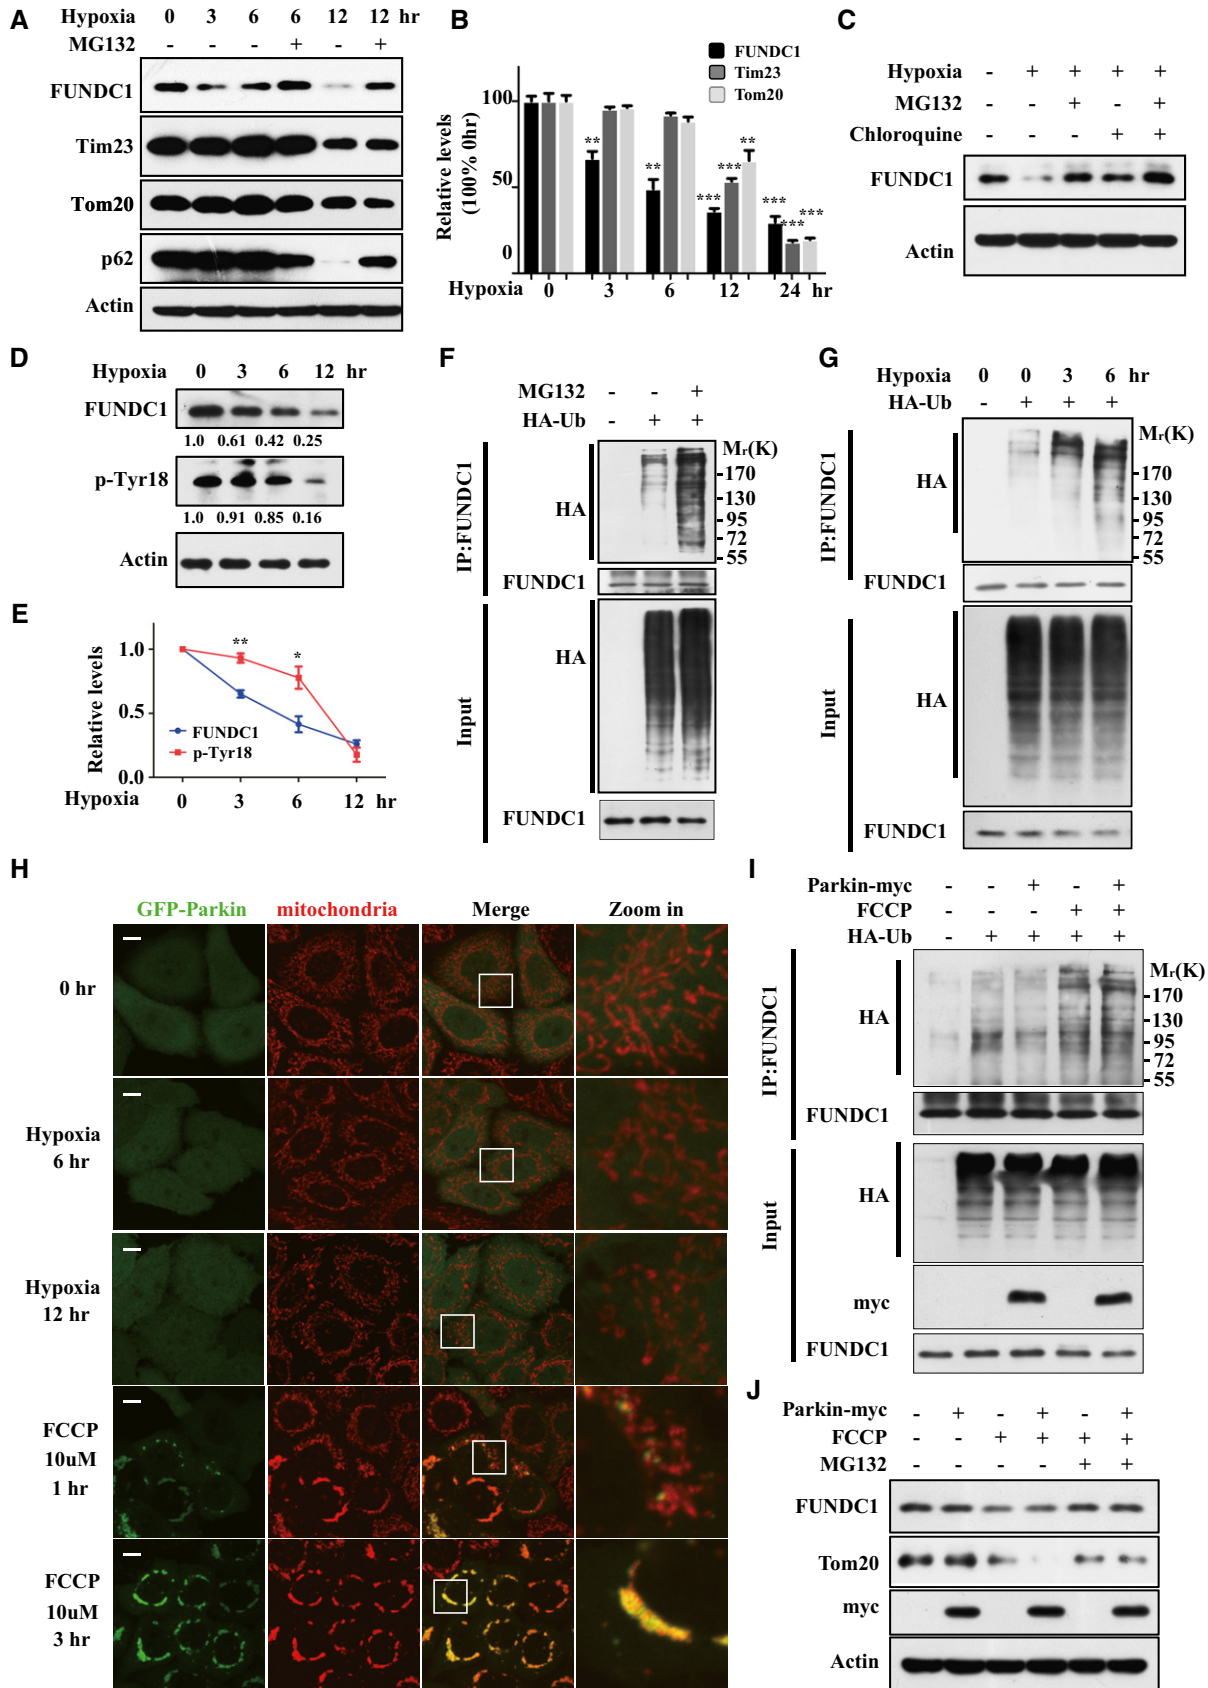 A
Hypoxia 0 3 6 6 12 12 hr
MG132 - - - + - +
FUNDC1
Tim23
Tom20
p62
Actin
B
FUNDC1
Tim23
Tom20
Relative levels
(100% 0hr)
100
50
0
** ** *** *** ** *** *** ***
Hypoxia 0 3 6 12 24 hr
C
Hypoxia - + + + +
MG132 - - + - +
Chloroquine - - - + +
FUNDC1
Actin
D
Hypoxia 0 3 6 12 hr
FUNDC1
1.0 0.61 0.42 0.25
p-Tyr18
1.0 0.91 0.85 0.16
Actin
E
Relative levels
1.0
0.5
0.0
** *
FUNDC1
p-Tyr18
Hypoxia 0 3 6 12 hr
F
MG132 - - +
HA-Ub - + +
IP:FUNDC1
HA
Mr(K)
170
130
95
72
55
FUNDC1
Input
HA
FUNDC1
G
Hypoxia 0 0 3 6 hr
HA-Ub - + + +
IP:FUNDC1
HA
Mr(K)
170
130
95
72
55
FUNDC1
Input
HA
FUNDC1
H
GFP-Parkin mitochondria Merge Zoom in
0 hr
Hypoxia
6 hr
Hypoxia
12 hr
FCCP
10uM
1 hr
FCCP
10uM
3 hr
I
Parkin-myc - - + - +
FCCP - - - + +
HA-Ub - + + + +
IP:FUNDC1
HA
Mr(K)
170
130
95
72
55
FUNDC1
Input
HA
myc
FUNDC1
J
Parkin-myc - + - + - +
FCCP - - + + + +
MG132 - - - - + +
FUNDC1
Tom20
myc
Actin